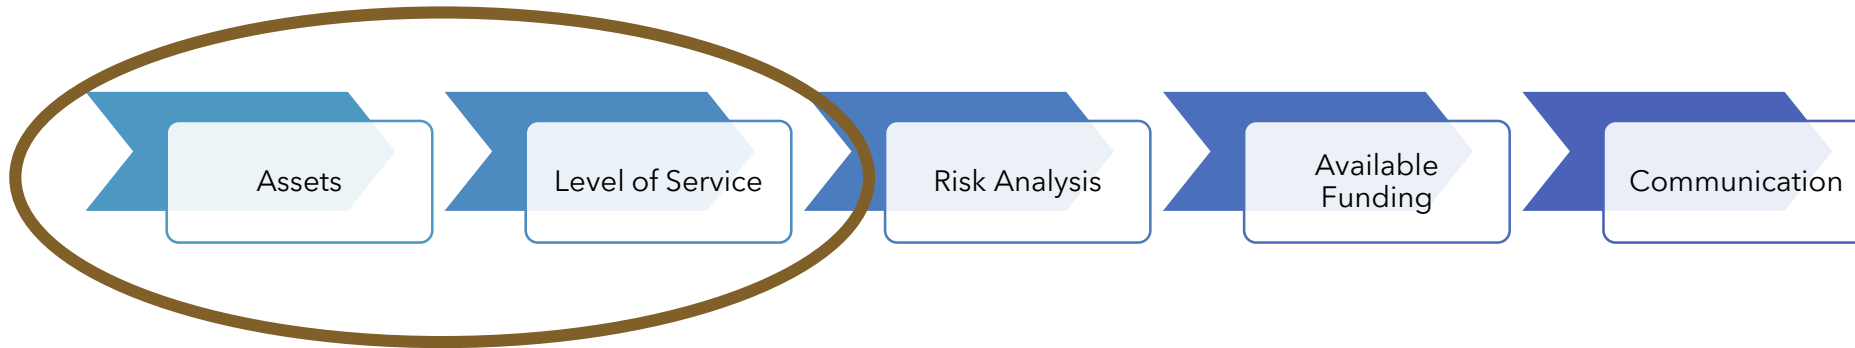 Assets
Level of Service
Risk Analysis
Available
Funding
Communication